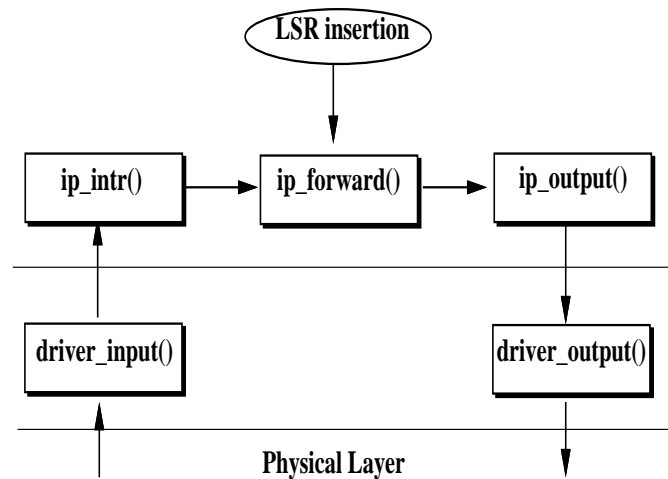 LSR insertion
ip_intr()
ip_forward()
ip_output()
driver_input()
driver_output()
Physical Layer